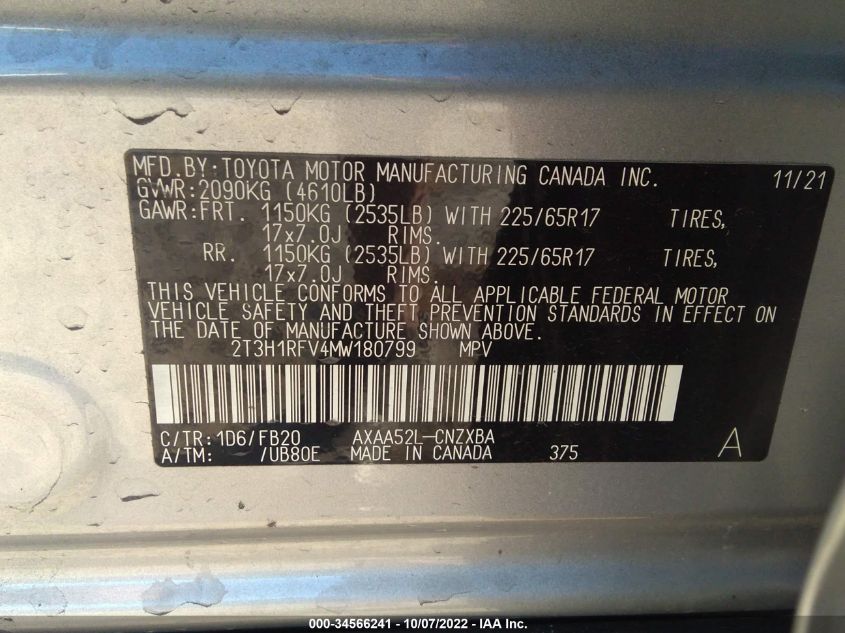 MFD.BY:TOYOTA MOTOR MANUFACTURING CANADA INC. 11/21
GVWR:2090KG (4610LB)
GAWR:FRT. 1150KG (2535LB) WITH 225/65R17 TIRES,
17x7.0J RIMS.
RR. 1150KG (2535LB) WITH 225/65R17 TIRES,
17x7.0J RIMS.
THIS VEHICLE CONFORMS TO ALL APPLICABLE FEDERAL MOTOR
VEHICLE SAFETY AND THEFT PREVENTION STANDARDS IN EFFECT ON
THE DATE OF MANUFACTURE SHOWN ABOVE.
2T3H1RFV4MW180799 MPV
C/TR:1D6/FB20 AXAA52L-CNZXBA
A/TM: /UB80E MADE IN CANADA 375 A
000-34566241 - 10/07/2022 - IAA Inc.